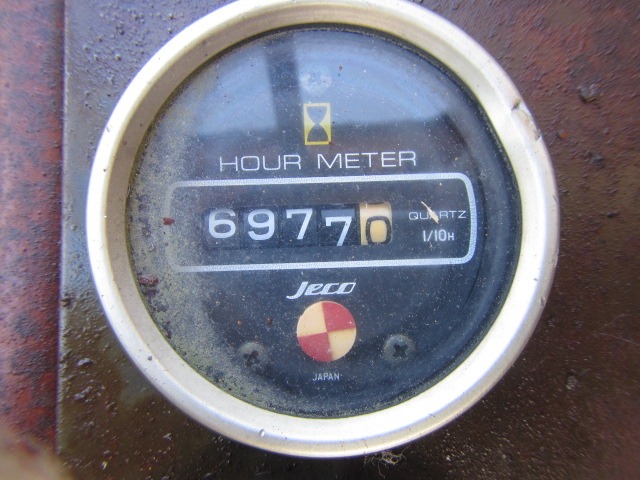 HOUR METER
69770
QUARTZ
1/10H
Jeco
JAPAN